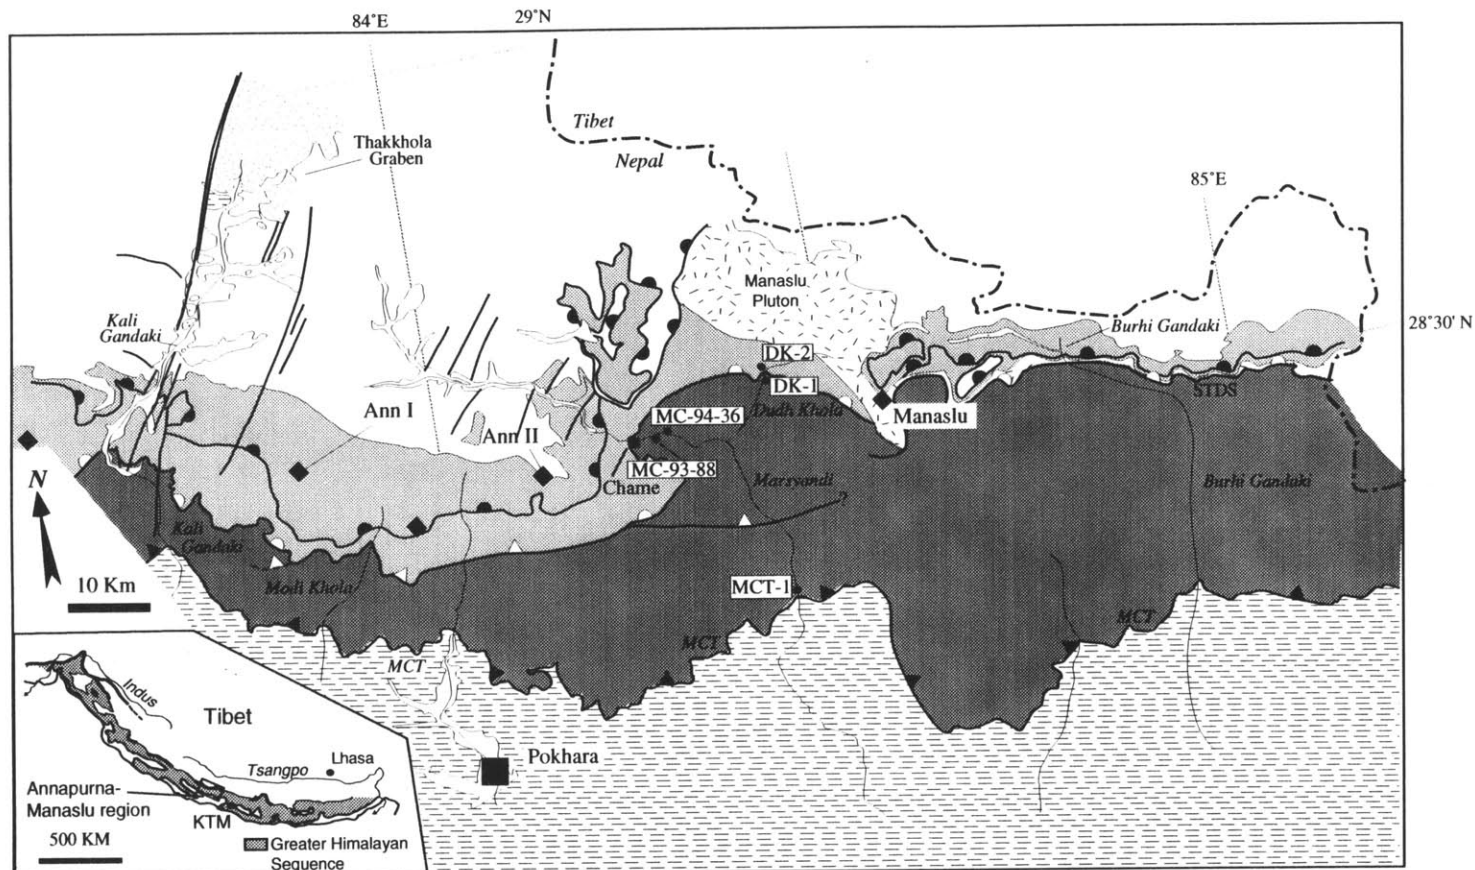 84°E
29°N
Thakkhola
Graben
Tibet
Nepal
85°E
Manaslu
Pluton
Kali
Gandaki
Burhi Gandaki
28°30' N
DK-2
DK-1
STDS
Ann I
MC-94-36
Dudh Khola
Manaslu
Ann II
MC-93-88
Chame
Marsyandi
?
Burhi Gandaki
N
Kali
Gandaki
10 Km
Modi Khola
MCT-1
MCT
MCT
MCT
Indus
Tibet
Lhasa
Tsangpo
Pokhara
Annapurna-
Manaslu region
KTM
500 KM
Greater Himalayan
Sequence